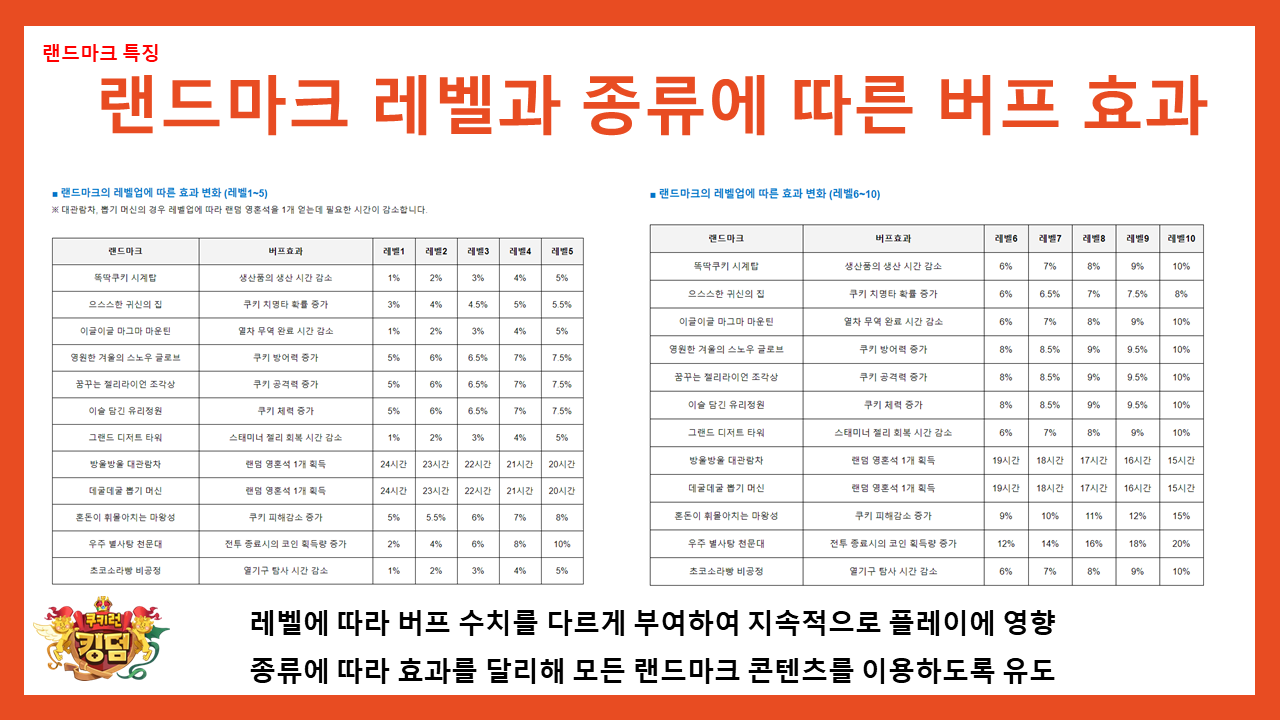 랜드마크 특징
랜드마크 레벨과 종류에 따른 버프 효과
■ 랜드마크의 레벨업에 따른 효과 변화 (레벨1~5)
※ 대관람차, 뽑기 머신의 경우 레벨업에 따라 랜덤 영혼석을 1개 얻는데 필요한 시간이 감소합니다.
랜드마크 버프효과 레벨1 레벨2 레벨3 레벨4 레벨5
똑딱쿠키 시계탑 생산품의 생산 시간 감소 1% 2% 3% 4% 5%
으스스한 귀신의 집 쿠키 치명타 확률 증가 3% 4% 4.5% 5% 5.5%
이글이글 마그마 마운틴 열차 무역 완료 시간 감소 1% 2% 3% 4% 5%
영원한 겨울의 스노우 글로브 쿠키 방어력 증가 5% 6% 6.5% 7% 7.5%
꿈꾸는 젤리라이언 조각상 쿠키 공격력 증가 5% 6% 6.5% 7% 7.5%
이슬 담긴 유리정원 쿠키 체력 증가 5% 6% 6.5% 7% 7.5%
그랜드 디저트 타워 스태미너 젤리 회복 시간 감소 1% 2% 3% 4% 5%
방울방울 대관람차 랜덤 영혼석 1개 획득 24시간 23시간 22시간 21시간 20시간
데굴데굴 뽑기 머신 랜덤 영혼석 1개 획득 24시간 23시간 22시간 21시간 20시간
혼돈이 휘몰아치는 마왕성 쿠키 피해감소 증가 5% 5.5% 6% 7% 8%
우주 별사탕 천문대 전투 종료시의 코인 획득량 증가 2% 4% 6% 8% 10%
초코소라빵 비공정 열기구 탐사 시간 감소 1% 2% 3% 4% 5%
■ 랜드마크의 레벨업에 따른 효과 변화 (레벨6~10)
랜드마크 버프효과 레벨6 레벨7 레벨8 레벨9 레벨10
똑딱쿠키 시계탑 생산품의 생산 시간 감소 6% 7% 8% 9% 10%
으스스한 귀신의 집 쿠키 치명타 확률 증가 6% 6.5% 7% 7.5% 8%
이글이글 마그마 마운틴 열차 무역 완료 시간 감소 6% 7% 8% 9% 10%
영원한 겨울의 스노우 글로브 쿠키 방어력 증가 8% 8.5% 9% 9.5% 10%
꿈꾸는 젤리라이언 조각상 쿠키 공격력 증가 8% 8.5% 9% 9.5% 10%
이슬 담긴 유리정원 쿠키 체력 증가 8% 8.5% 9% 9.5% 10%
그랜드 디저트 타워 스태미너 젤리 회복 시간 감소 6% 7% 8% 9% 10%
방울방울 대관람차 랜덤 영혼석 1개 획득 19시간 18시간 17시간 16시간 15시간
데굴데굴 뽑기 머신 랜덤 영혼석 1개 획득 19시간 18시간 17시간 16시간 15시간
혼돈이 휘몰아치는 마왕성 쿠키 피해감소 증가 9% 10% 11% 12% 15%
우주 별사탕 천문대 전투 종료시의 코인 획득량 증가 12% 14% 16% 18% 20%
초코소라빵 비공정 열기구 탐사 시간 감소 6% 7% 8% 9% 10%
쿠키런
킹덤
레벨에 따라 버프 수치를 다르게 부여하여 지속적으로 플레이에 영향
종류에 따라 효과를 달리해 모든 랜드마크 콘텐츠를 이용하도록 유도